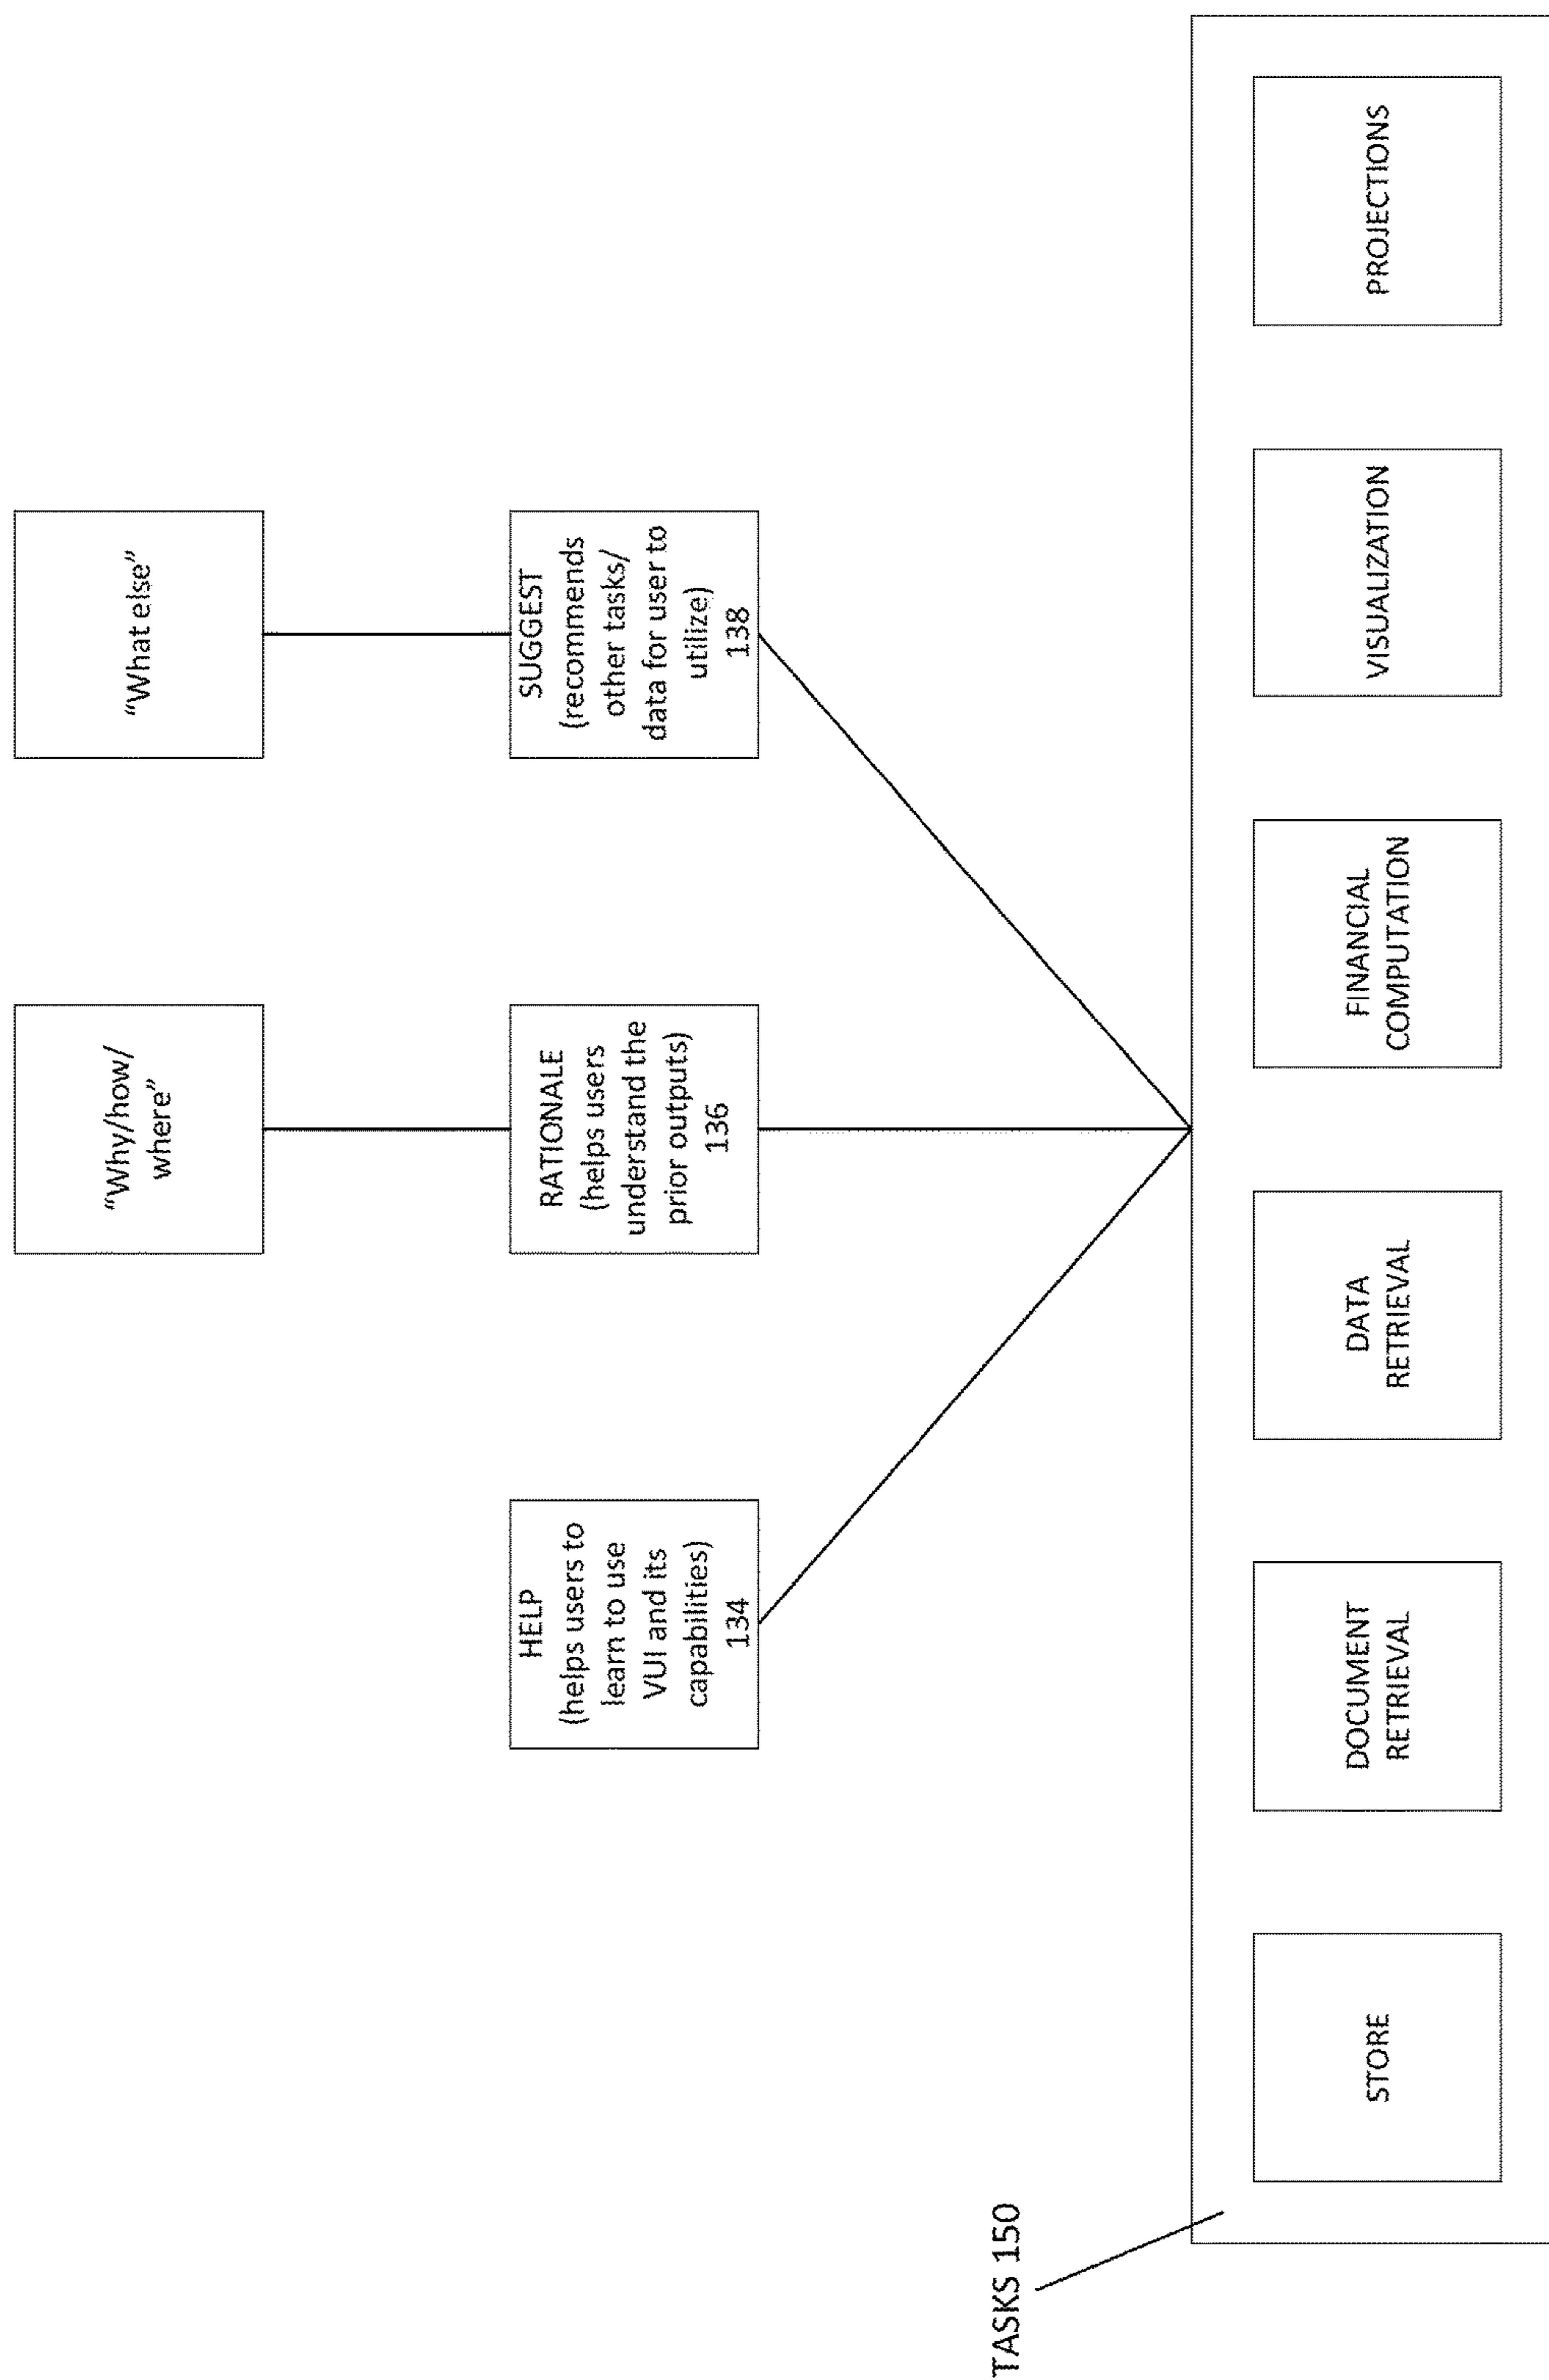 “Why/how/
where”
“What else”
HELP
(helps users to
learn to use
VUI and its
capabilities)
134
RATIONALE
(helps users
understand the
prior outputs)
136
SUGGEST
(recommends
other tasks/
data for user to
utilize)
138
TASKS 150
STORE
DOCUMENT
RETRIEVAL
DATA
RETRIEVAL
FINANCIAL
COMPUTATION
VISUALIZATION
PROJECTIONS